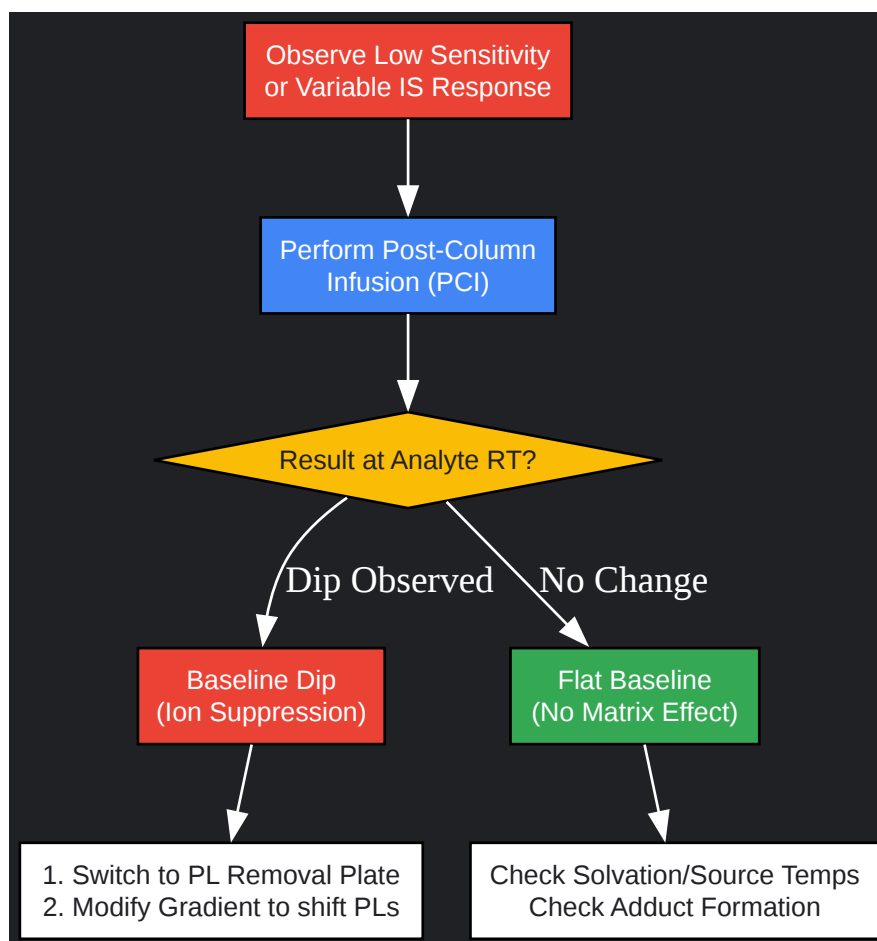 Observe Low Sensitivity
or Variable IS Response
Perform Post-Column
Infusion (PCI)
Result at Analyte RT?
Dip Observed
No Change
Baseline Dip
(Ion Suppression)
Flat Baseline
(No Matrix Effect)
1. Switch to PL Removal Plate
2. Modify Gradient to shift PLs
Check Solvation/Source Temps
Check Adduct Formation